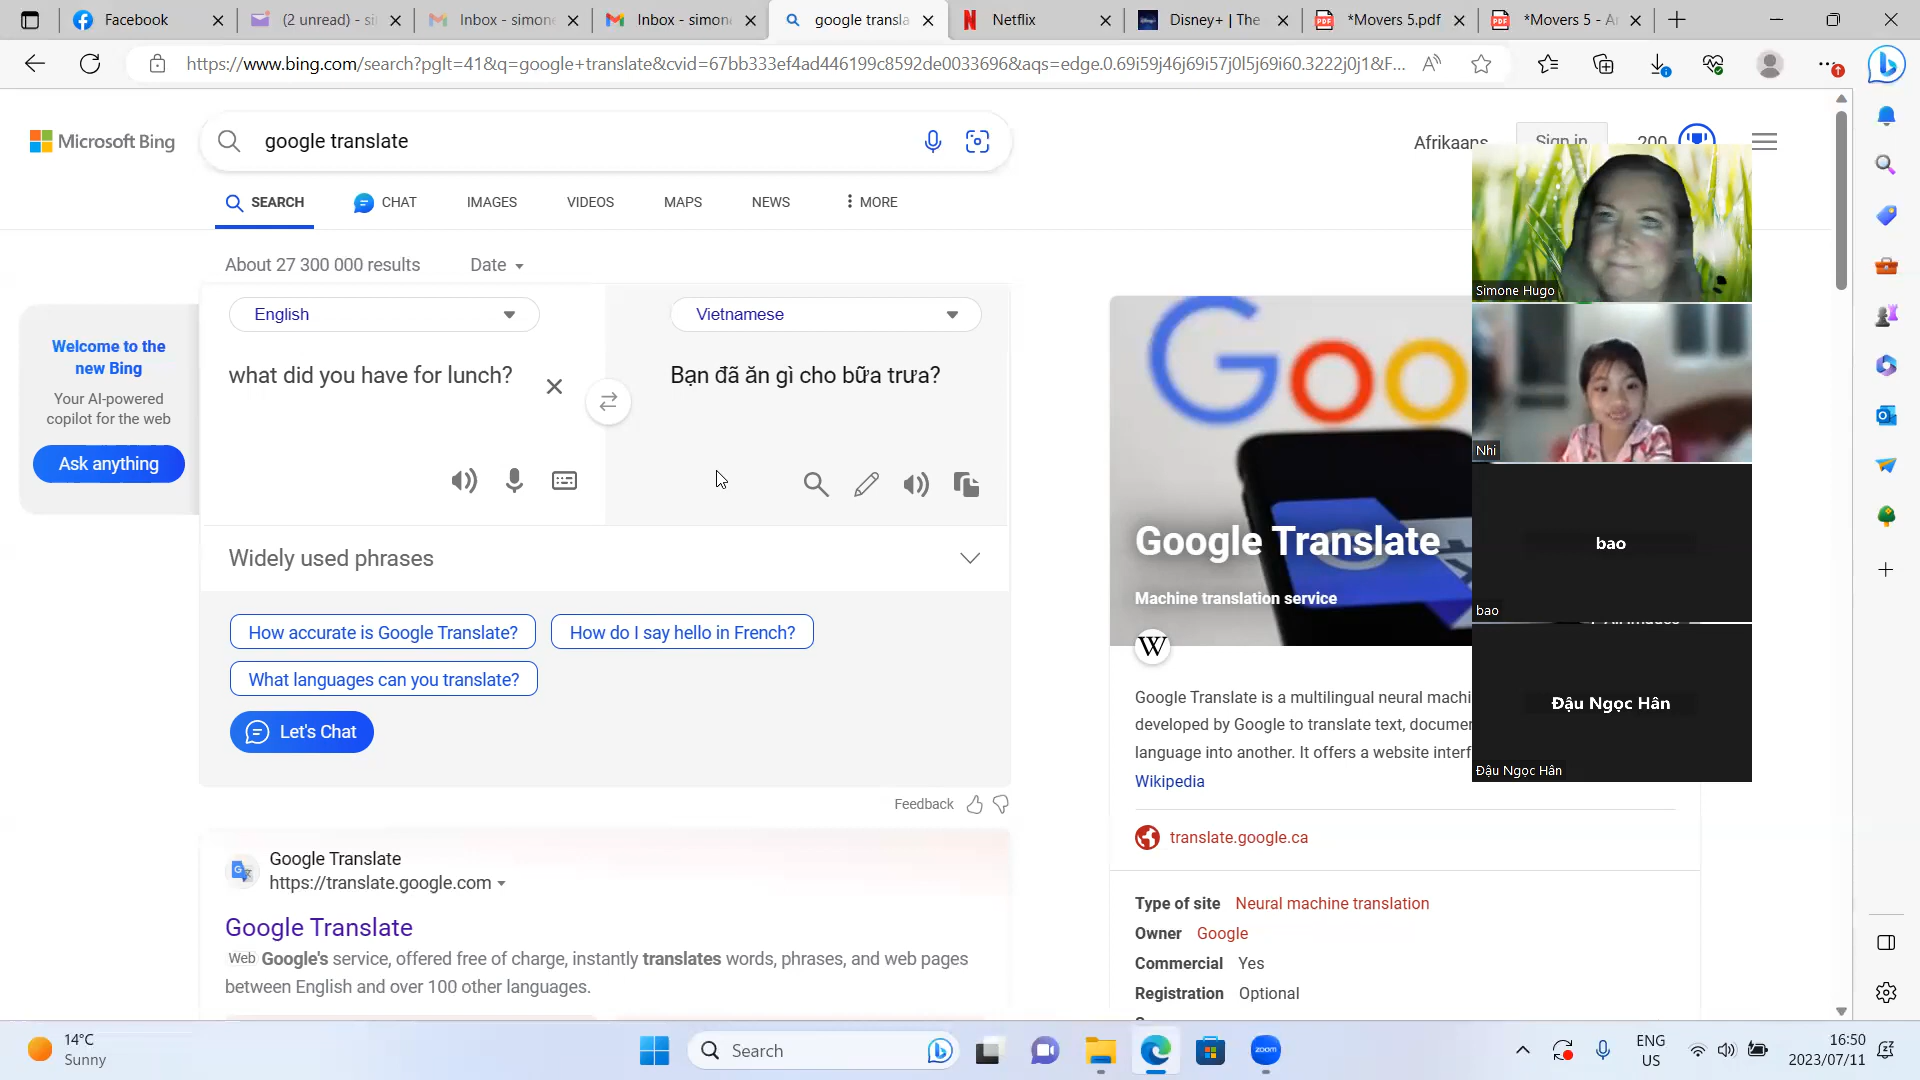 Facebook
(2 unread) - si
Inbox - simone
Inbox - simon
google transla
Netflix
Disney+ | The
*Movers 5.pdf
*Movers 5 - A
https://www.bing.com/search?pglt=41&q=google+translate&cvid=67bb333ef4ad446199c8592de0033696&aqs=edge.0.69i59j46j69i57j0l5j69i60.3222j0j1&F...
Microsoft Bing
google translate
Afrikaans
Sign in
200
SEARCH
CHAT
IMAGES
VIDEOS
MAPS
NEWS
MORE
About 27 300 000 results
Date
Welcome to the
new Bing
Your AI-powered
copilot for the web
Ask anything
English
Vietnamese
what did you have for lunch?
Bạn đã ăn gì cho bữa trưa?
Widely used phrases
How accurate is Google Translate?
How do I say hello in French?
What languages can you translate?
Let's Chat
Feedback
Google Translate
https://translate.google.com
Google Translate
Web Google's service, offered free of charge, instantly translates words, phrases, and web pages
between English and over 100 other languages.
Goo
Google Translate
Machine translation service
W
Google Translate is a multilingual neural machi
developed by Google to translate text, documen
language into another. It offers a website interf
Wikipedia
translate.google.ca
Type of site Neural machine translation
Owner Google
Commercial Yes
Registration Optional
Simone Hugo
Nhi
bao
bao
Đậu Ngọc Hân
Đậu Ngọc Hân
14°C
Sunny
Search
zoom
ENG
US
16:50
2023/07/11